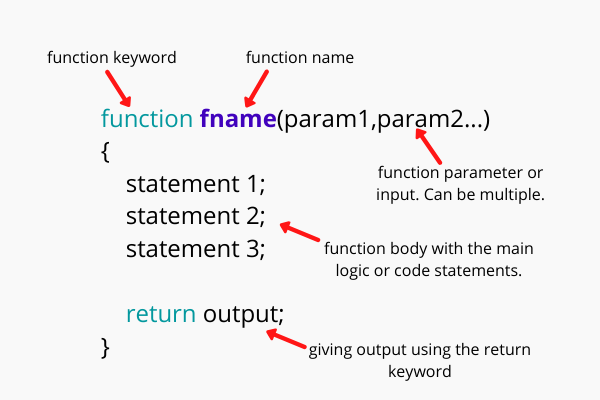 function keyword
function name
function fname(param1,param2...)
{
function parameter or
input. Can be multiple.
statement 1;
statement 2;
statement 3;
function body with the main
logic or code statements.
return output;
}
giving output using the return
keyword